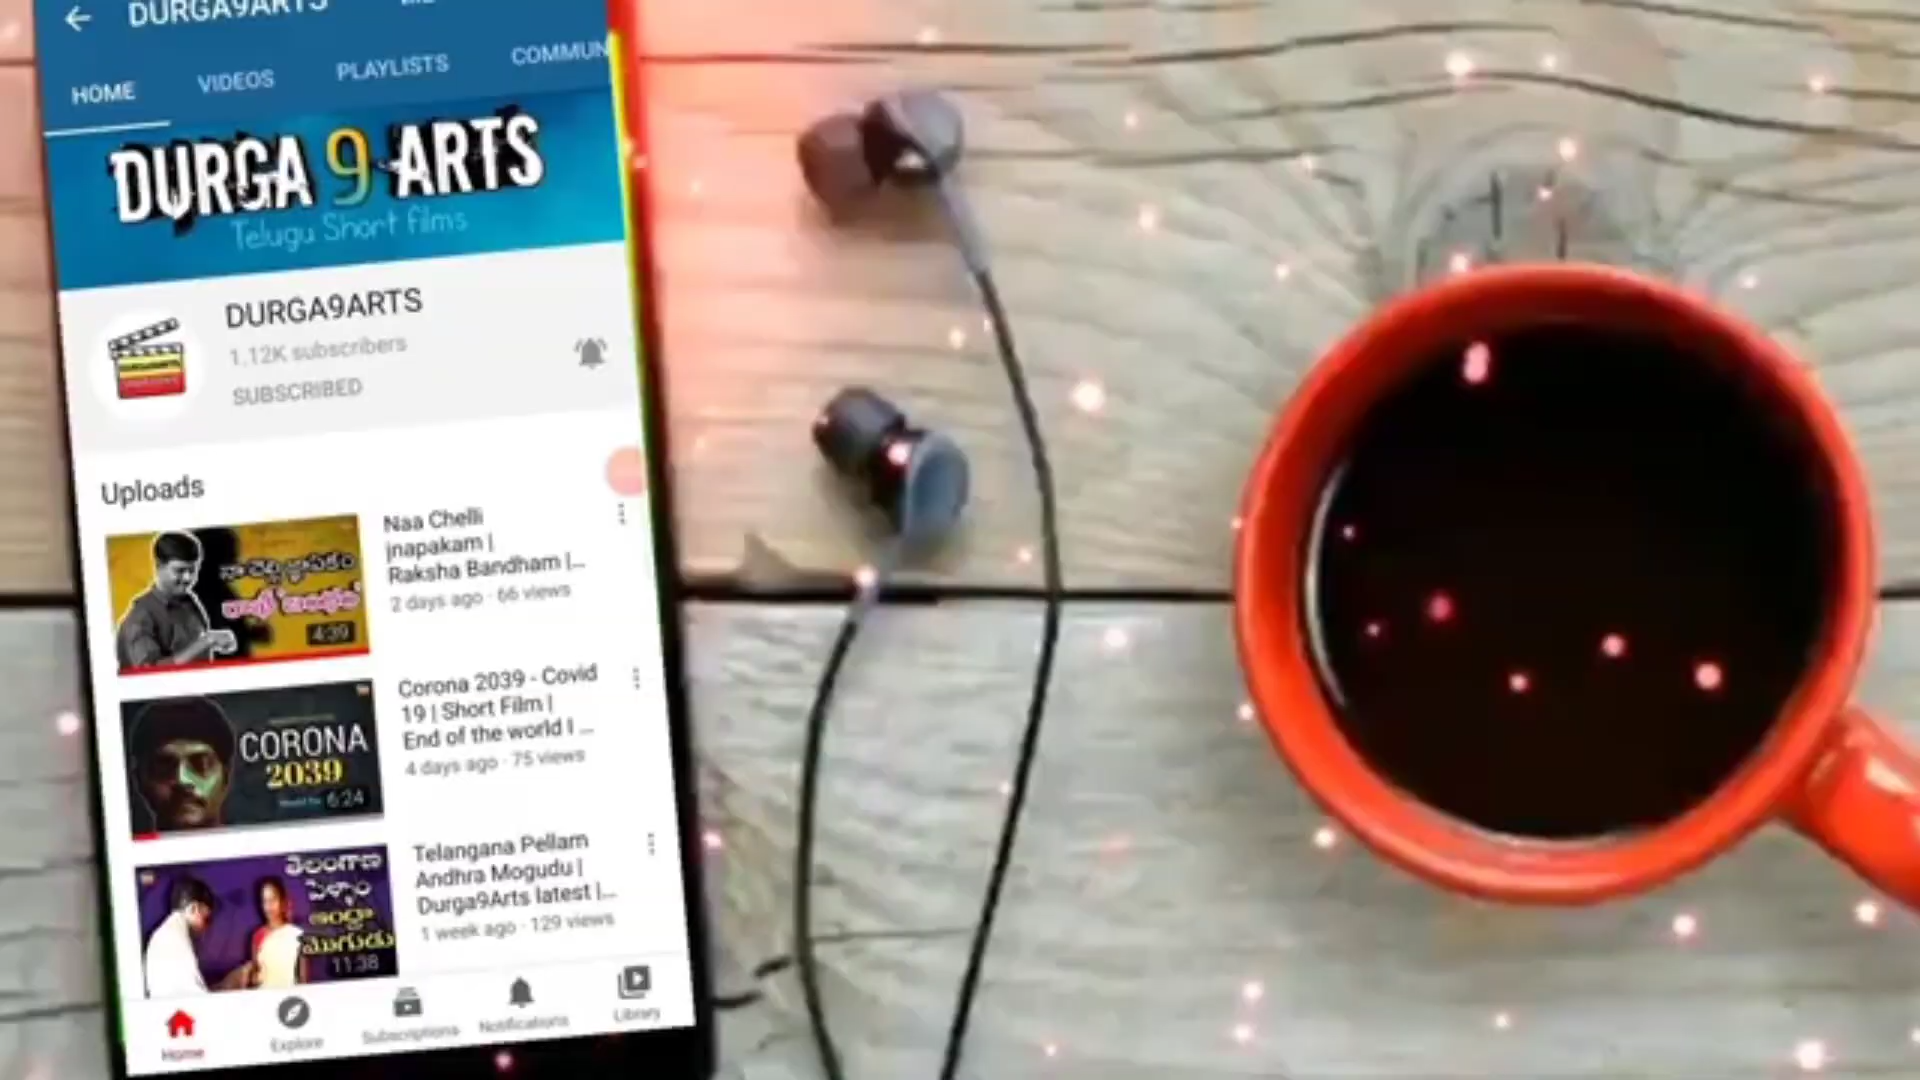 DURGA9ARTS
HOME VIDEOS PLAYLISTS COMMUN
DURGA 9 ARTS
Telugu Short films
DURGA9ARTS
1.12K subscribers
SUBSCRIBED
Uploads
నా చెల్లి జ్ఞాపకం
4:39
Naa Chelli
jnapakam |
Raksha Bandham |...
2 days ago · 66 views
CORONA
2039
6:24
Corona 2039 - Covid
19 | Short Film |
End of the world I ...
4 days ago · 75 views
తెలంగాణ
పెళ్ళాం
ఆంధ్రా
మొగుడు
11:38
Telangana Pellam
Andhra Mogudu |
Durga9Arts latest |...
1 week ago · 129 views
Home Explore Subscriptions Notifications Library